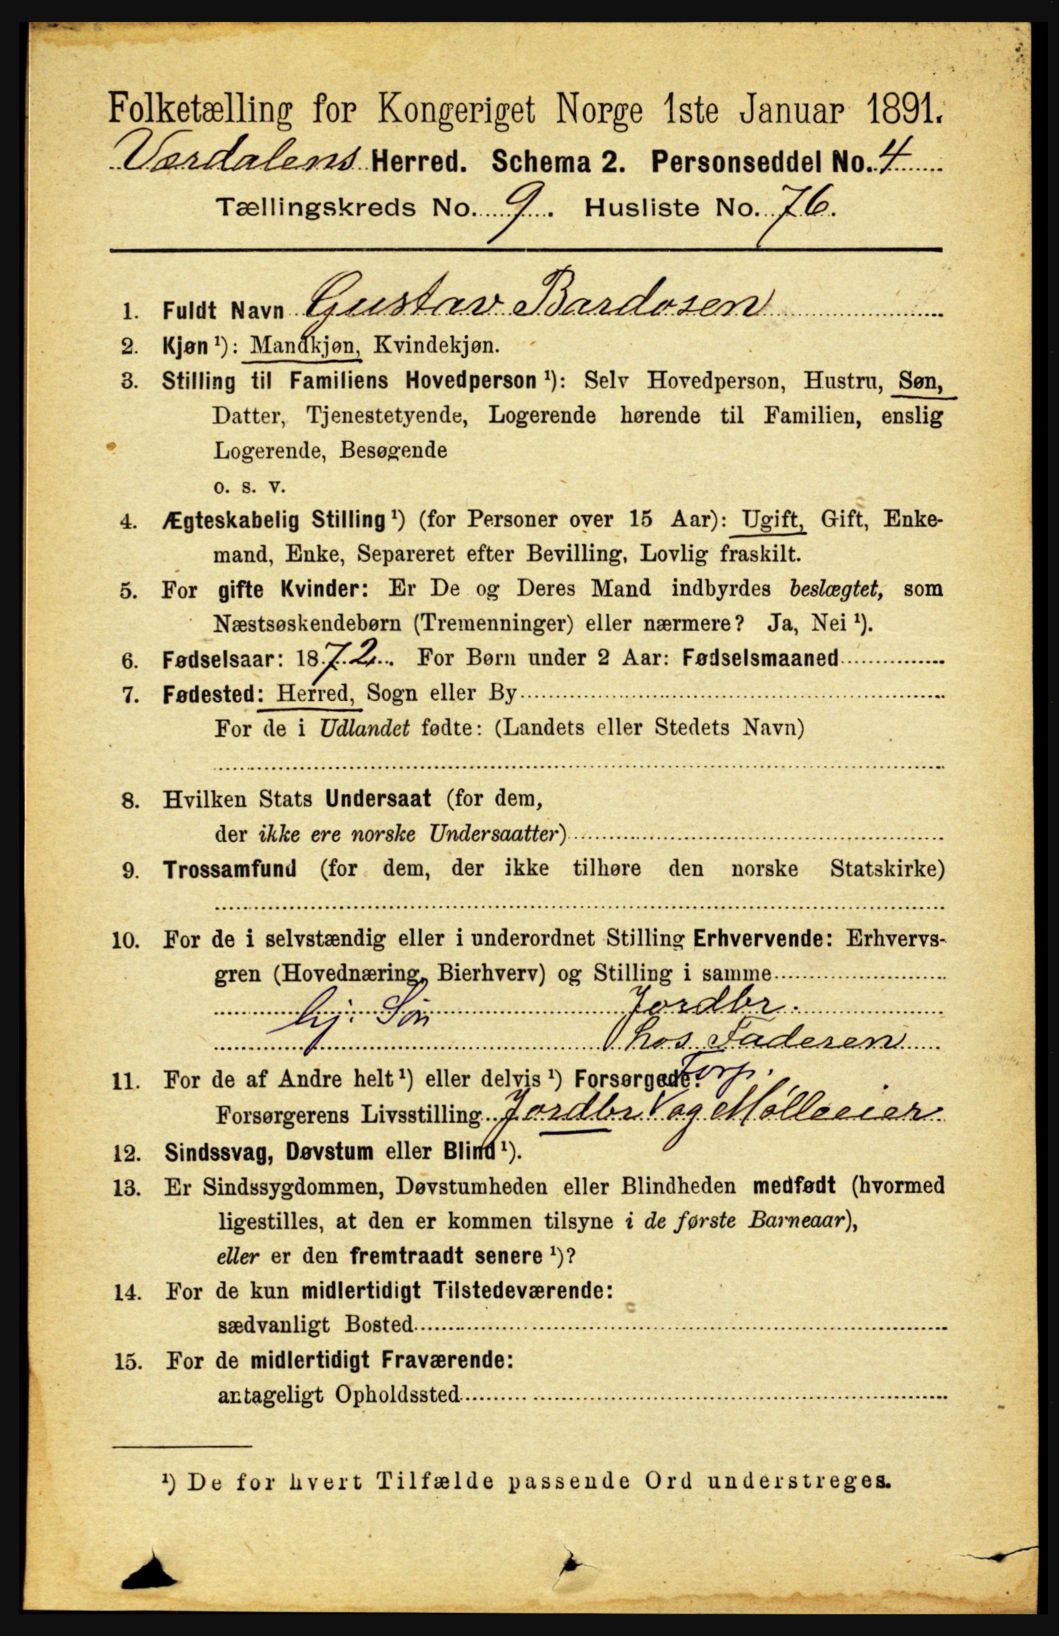 Folketælling for Kongeriget Norge 1ste Januar 1891.
Værdalens Herred. Schema 2. Personseddel No. 4
Tællingskreds No. 9. Husliste No. 76.
1. Fuldt Navn Gustav Bardosen
2. Kjøn ¹): Mandkjøn, Kvindekjøn.
3. Stilling til Familiens Hovedperson ¹): Selv Hovedperson, Hustru, Søn,
Datter, Tjenestetyende, Logerende hørende til Familien, enslig
Logerende, Besøgende
o. s. v.
4. Ægteskabelig Stilling ¹) (for Personer over 15 Aar): Ugift, Gift, Enke-
mand, Enke, Separeret efter Bevilling, Lovlig fraskilt.
5. For gifte Kvinder: Er De og Deres Mand indbyrdes beslægtet, som
Næstsøskendebørn (Tremenninger) eller nærmere? Ja, Nei ¹).
6. Fødselsaar: 1872. For Børn under 2 Aar: Fødselsmaaned
7. Fødested: Herred, Sogn eller By
For de i Udlandet fødte: (Landets eller Stedets Navn)
8. Hvilken Stats Undersaat (for dem,
der ikke ere norske Undersaatter)
9. Trossamfund (for dem, der ikke tilhøre den norske Statskirke)
10. For de i selvstændig eller i underordnet Stilling Erhvervende: Erhvervs-
gren (Hovednæring, Bierhverv) og Stilling i samme
hj. Søn Jordbr.
hos Faderen
11. For de af Andre helt ¹) eller delvis ¹) Forsørgede: Forp.
Forsørgerens Livsstilling Jordbr og Mølleeier
12. Sindssvag, Døvstum eller Blind ¹).
13. Er Sindssygdommen, Døvstumheden eller Blindheden medfødt (hvormed
ligestilles, at den er kommen tilsyne i de første Barneaar),
eller er den fremtraadt senere ¹)?
14. For de kun midlertidigt Tilstedeværende:
sædvanligt Bosted
15. For de midlertidigt Fraværende:
antageligt Opholdssted
¹) De for hvert Tilfælde passende Ord understreges.